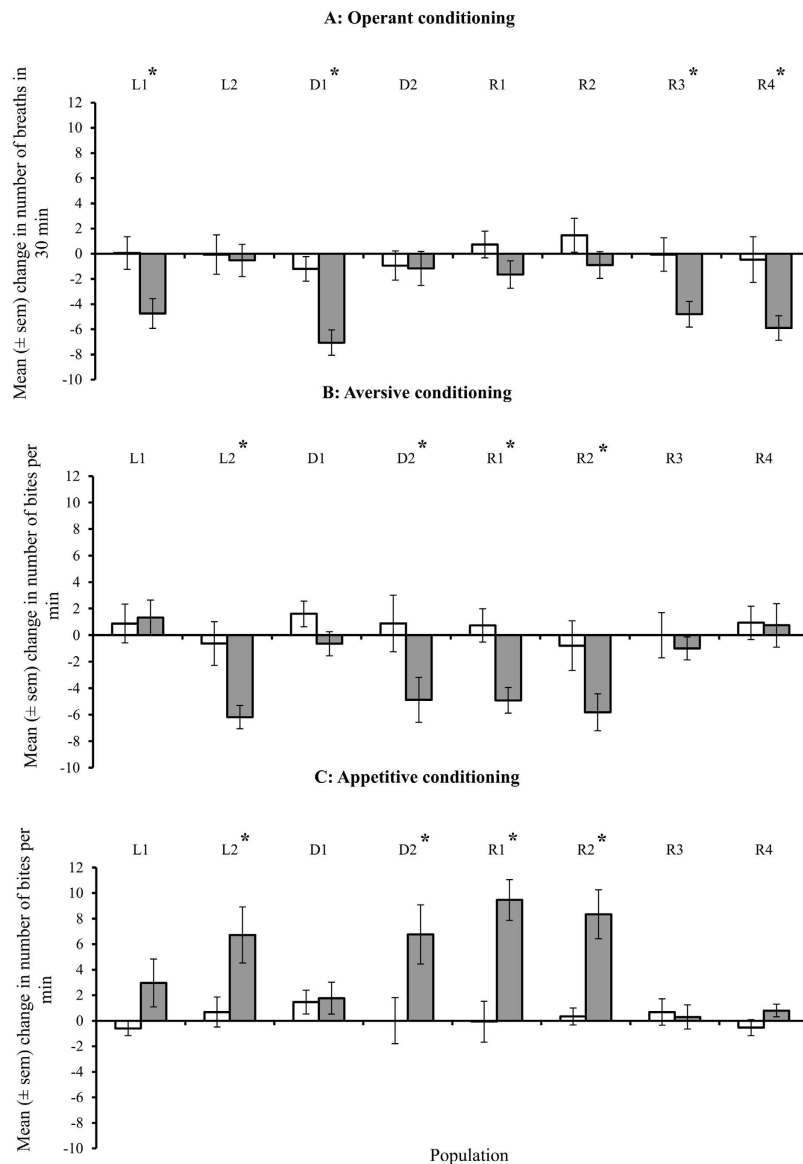 A: Operant conditioning
L1* L2 D1* D2 R1 R2 R3* R4*
Mean (± sem) change in number of breaths in
30 min
12
10
8
6
4
2
0
-2
-4
-6
-8
-10
B: Aversive conditioning
L1 L2* D1 D2* R1* R2* R3 R4
Mean (± sem) change in number of bites per
min
12
10
8
6
4
2
0
-2
-4
-6
-8
-10
C: Appetitive conditioning
L1 L2* D1 D2* R1* R2* R3 R4
Mean (± sem) change in number of bites per
min
12
10
8
6
4
2
0
-2
-4
-6
-8
-10
Population